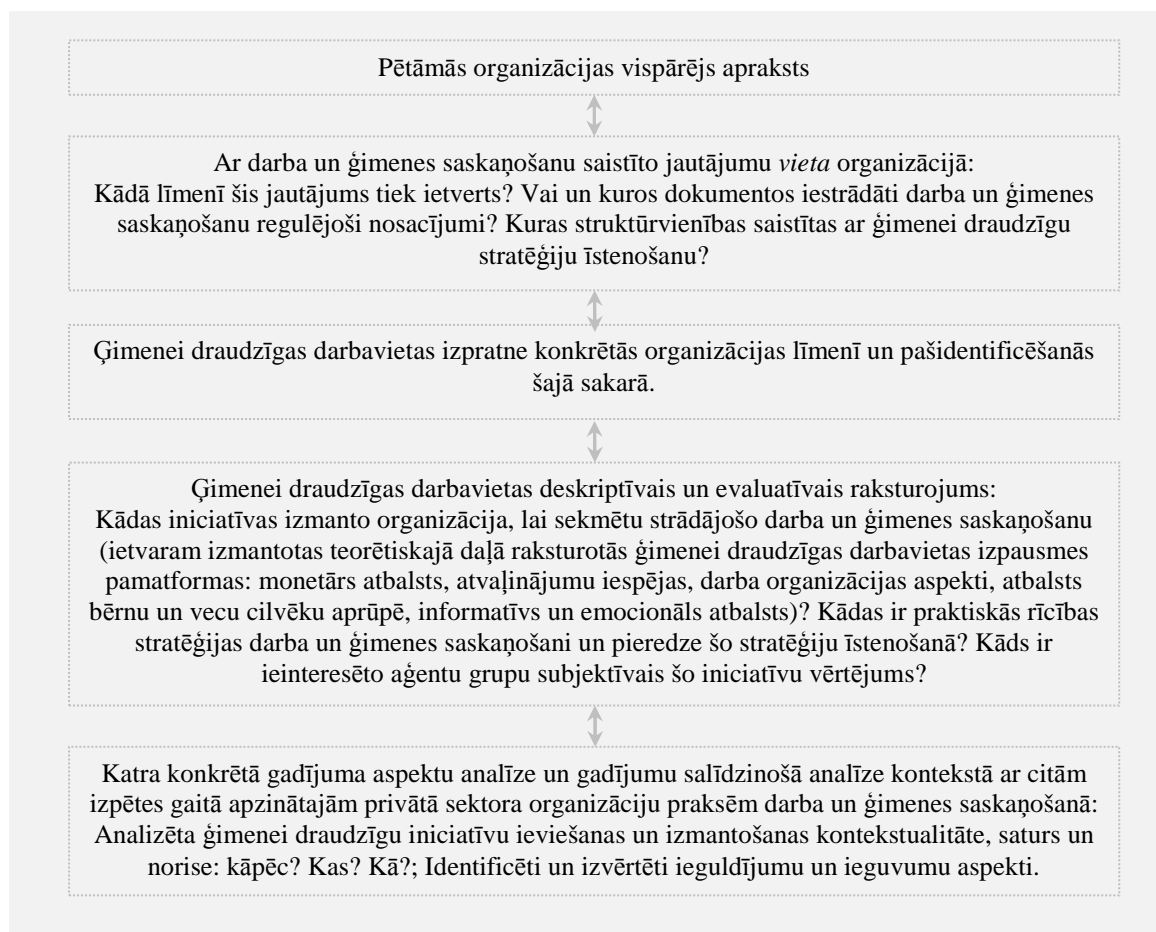 Pētāmās organizācijas vispārējs apraksts
Ar darba un ģimenes saskaņošanu saistīto jautājumu vieta organizācijā:
Kādā līmenī šis jautājums tiek ietverts? Vai un kuros dokumentos iestrādāti darba un ģimenes
saskaņošanu regulējoši nosacījumi? Kuras struktūrvienības saistītas ar ģimenei draudzīgu
stratēģiju īstenošanu?
Ģimenei draudzīgas darbavietas izpratne konkrētās organizācijas līmenī un pašidentificēšanās
šajā sakarā.
Ģimenei draudzīgas darbavietas deskriptīvais un evaluatīvais raksturojums:
Kādas iniciatīvas izmanto organizācija, lai sekmētu strādājošo darba un ģimenes saskaņošanu
(ietvaram izmantotas teorētiskajā daļā raksturotās ģimenei draudzīgas darbavietas izpausmes
pamatformas: monetārs atbalsts, atvaļinājumu iespējas, darba organizācijas aspekti, atbalsts
bērnu un vecu cilvēku aprūpē, informatīvs un emocionāls atbalsts)? Kādas ir praktiskās rīcības
stratēģijas darba un ģimenes saskaņošani un pieredze šo stratēģiju īstenošanā? Kāds ir
ieinteresēto aģentu grupu subjektīvais šo iniciatīvu vērtējums?
Katra konkrētā gadījuma aspektu analīze un gadījumu salīdzinošā analīze kontekstā ar citām
izpētes gaitā apzinātajām privātā sektora organizāciju praksēm darba un ģimenes saskaņošanā:
Analizēta ģimenei draudzīgu iniciatīvu ieviešanas un izmantošanas kontekstualitāte, saturs un
norise: kāpēc? Kas? Kā?; Identificēti un izvērtēti ieguldījumu un ieguvumu aspekti.